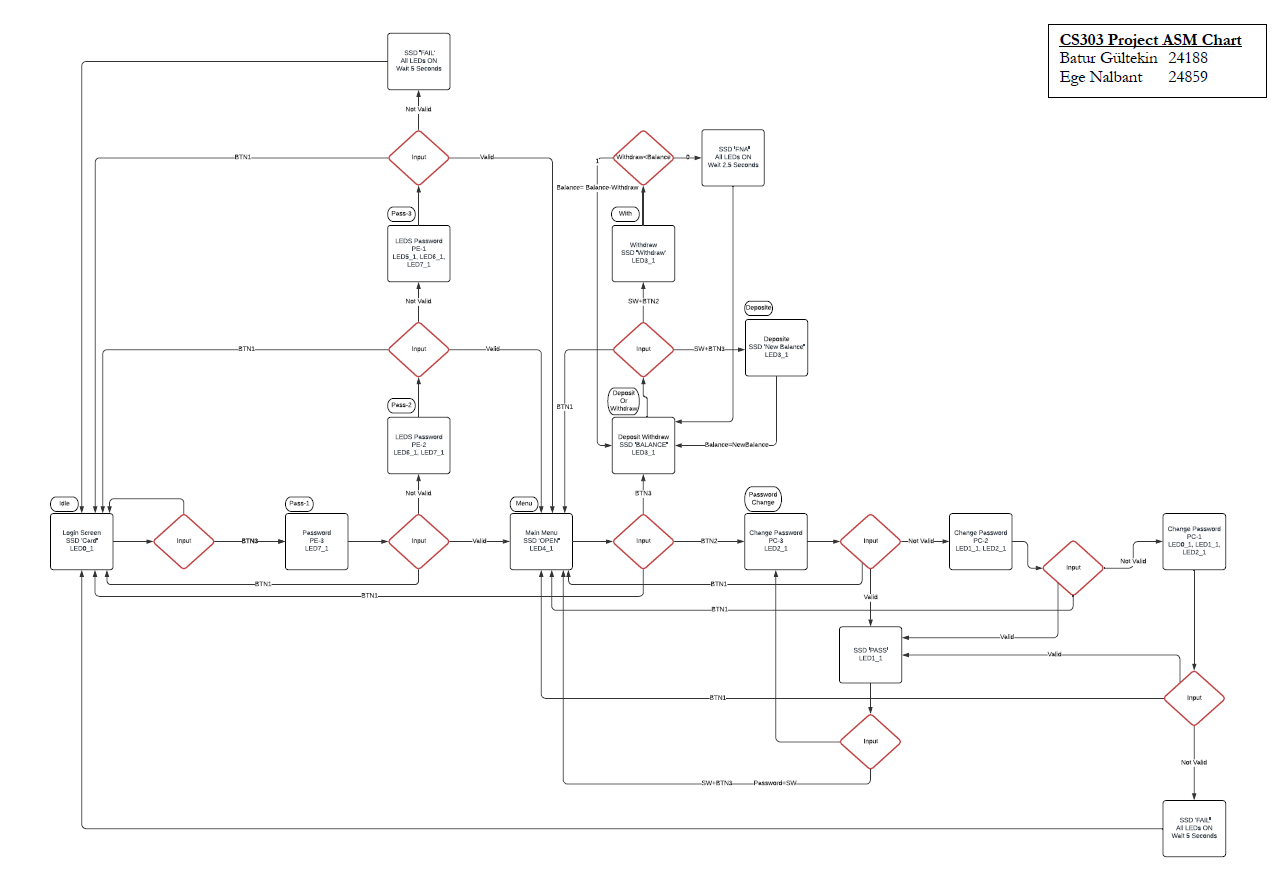 CS303 Project ASM Chart
Batur Gültekin 24188
Ege Nalbant 24859
SSD 'FAIL'
All LEDs ON
Wait 5 Seconds
Not Valid
BTN1
Input
Valid
Pass-3
LEDS Password
PE-1
LED5_1, LED6_1,
LED7_1
Not Valid
BTN1
Input
Valid
Pass-2
LEDS Password
PE-2
LED6_1, LED7_1
Not Valid
1
Withdraw<Balance
0
SSD 'FNA'
All LEDs ON
Wait 2.5 Seconds
Balance= Balance-Withdraw
With
Withdraw
SSD 'Withdraw'
LED3_1
SW+BTN2
Input
SW+BTN3
Deposite
Deposite
SSD 'New Balance'
LED3_1
BTN1
Deposit
Or
Withdraw
Deposit Withdraw
SSD 'BALANCE'
LED3_1
Balance=NewBalance
BTN3
Idle
Login Screen
SSD 'Card'
LED0_1
Input
BTN3
Pass-1
Password
PE-3
LED7_1
Input
Valid
Menu
Main Menu
SSD 'OPEN'
LED4_1
Input
BTN2
Password
Change
Change Password
PC-3
LED2_1
Input
Not Valid
Change Password
PC-2
LED1_1, LED2_1
Input
Not Valid
Change Password
PC-1
LED0_1, LED1_1,
LED2_1
BTN1
BTN1
BTN1
Valid
BTN1
SSD 'PASS'
LED1_1
Valid
Valid
BTN1
Input
Input
Not Valid
SW+BTN3
Password=SW
SSD 'FAIL'
All LEDs ON
Wait 5 Seconds